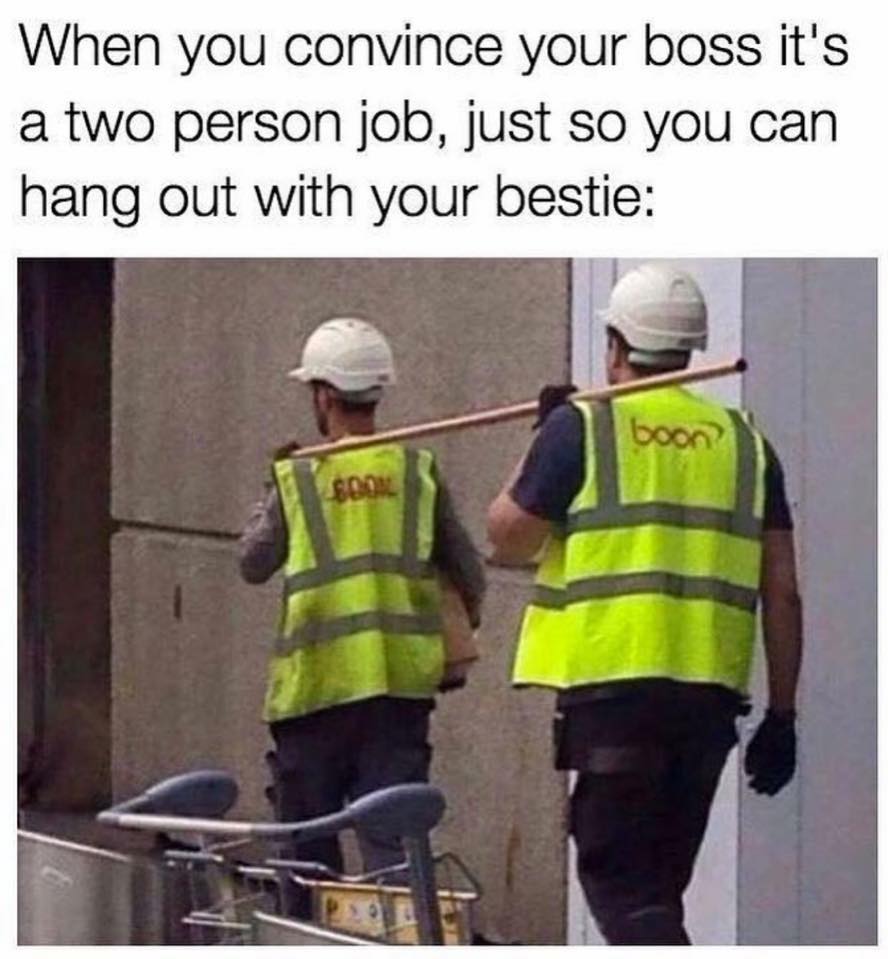 When you convince your boss it's
a two person job, just so you can
hang out with your bestie:
boon